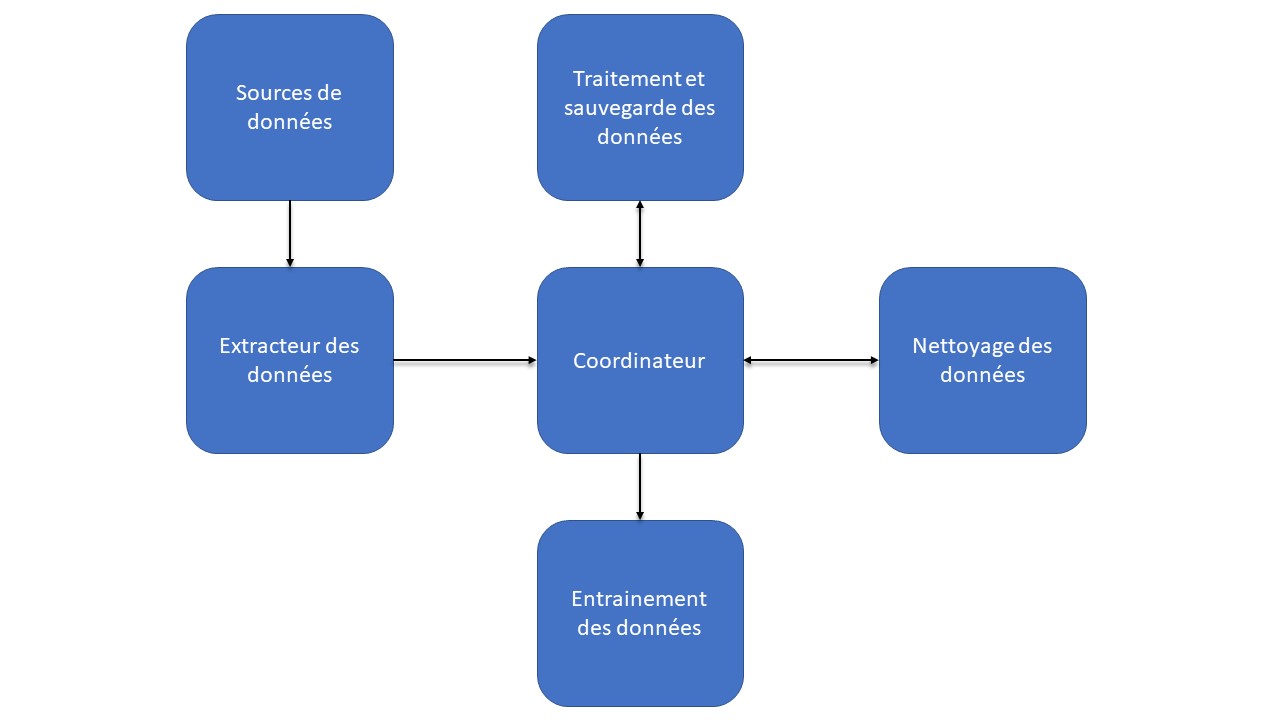 Sources de
données
Traitement et
sauvegarde des
données
Extracteur des
données
Coordinateur
Nettoyage des
données
Entrainement
des données